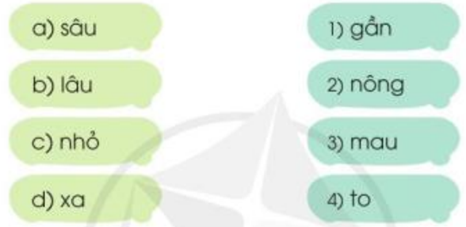 a) sâu
1) gần
b) lâu
2) nông
c) nhỏ
3) mau
d) xa
4) to